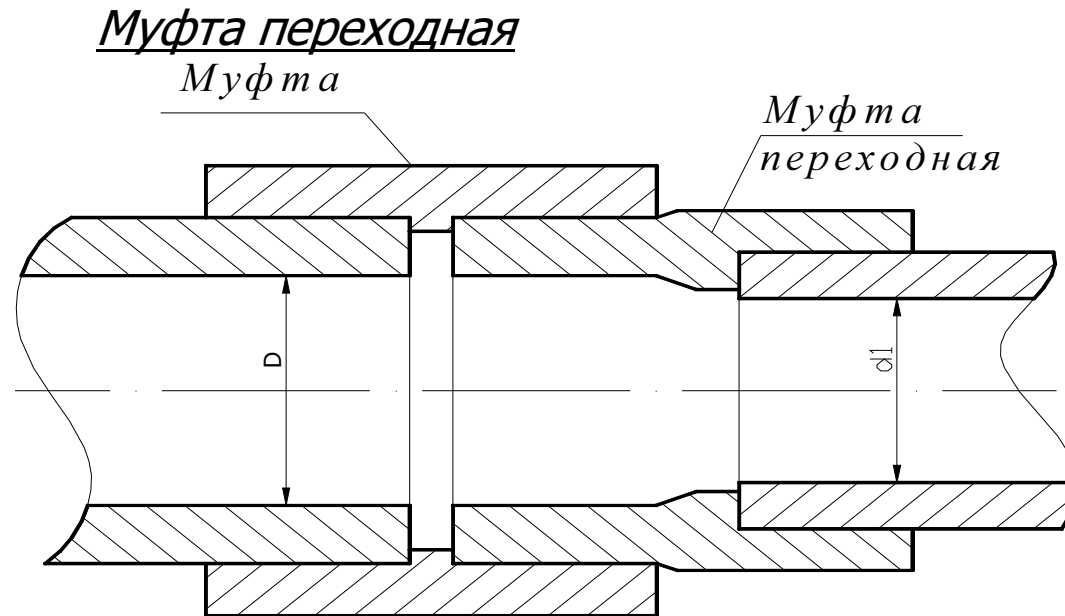 Муфта переходная
Муфта
Муфта
переходная
D
d1